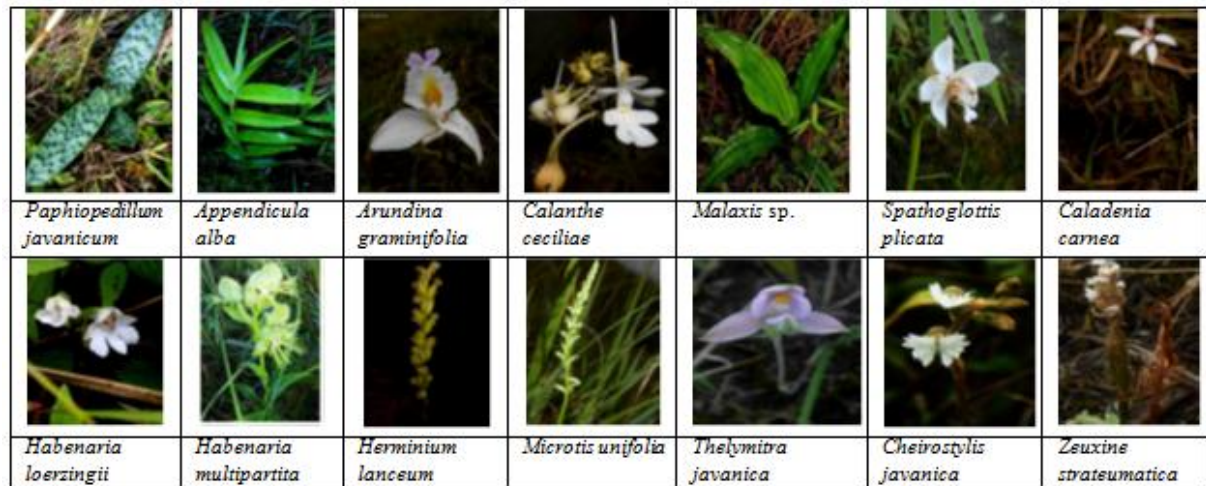 Paphiopedillum
javanicum
Appendicula
alba
Arundina
graminifolia
Calanthe
ceciliae
Malaxis sp.
Spathoglottis
plicata
Caladenia
carnea
Habenaria
loerzingii
Habenaria
multipartita
Herminium
lanceum
Microtis unifolia
Thelymitra
javanica
Cheirostylis
javanica
Zeuxine
strateumatica